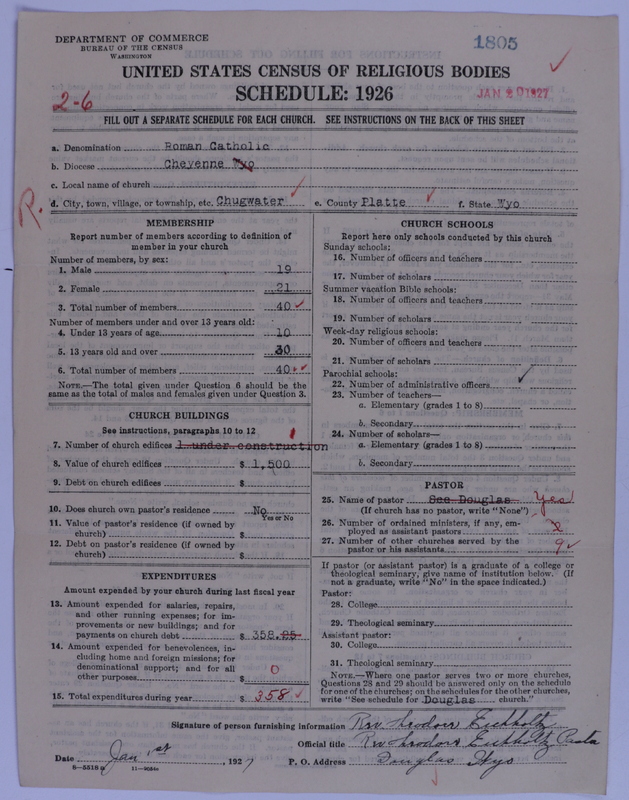 DEPARTMENT OF COMMERCE
BUREAU OF THE CENSUS
WASHINGTON
1805
UNITED STATES CENSUS OF RELIGIOUS BODIES
SCHEDULE: 1926
JAN 20 1927
2-6
FILL OUT A SEPARATE SCHEDULE FOR EACH CHURCH. SEE INSTRUCTIONS ON THE BACK OF THIS SHEET
a. Denomination Roman Catholic
b. Diocese Cheyenne Wyo
c. Local name of church
d. City, town, village, or township, etc. Chugwater e. County Platte f. State Wyo
R.
MEMBERSHIP
Report number of members according to definition of
member in your church
Number of members, by sex:
1. Male 19
2. Female 21
3. Total number of members 40
Number of members under and over 13 years old:
4. Under 13 years of age 10
5. 13 years old and over 30
6. Total number of members 40
NOTE.—The total given under Question 6 should be the
same as the total of males and females given under Question 3.
CHURCH BUILDINGS
See instructions, paragraphs 10 to 12
7. Number of church edifices 1 under construction 1
8. Value of church edifices $ 1,500
9. Debt on church edifices $
10. Does church own pastor's residence No
Yes or No
11. Value of pastor's residence (if owned by
church) $
12. Debt on pastor's residence (if owned by
church) $
EXPENDITURES
Amount expended by your church during last fiscal year
13. Amount expended for salaries, repairs,
and other running expenses; for im-
provements or new buildings; and for
payments on church debt $ 358.85
14. Amount expended for benevolences, in-
cluding home and foreign missions; for
denominational support; and for all
other purposes $ 0
15. Total expenditures during year $ 358
CHURCH SCHOOLS
Report here only schools conducted by this church
Sunday schools:
16. Number of officers and teachers
17. Number of scholars
Summer vacation Bible schools:
18. Number of officers and teachers
19. Number of scholars
Week-day religious schools:
20. Number of officers and teachers
21. Number of scholars
Parochial schools:
22. Number of administrative officers
23. Number of teachers—
a. Elementary (grades 1 to 8)
b. Secondary
24. Number of scholars—
a. Elementary (grades 1 to 8)
b. Secondary
PASTOR
25. Name of pastor See Douglas Yes
(If church has no pastor, write "None")
26. Number of ordained ministers, if any, em-
ployed as assistant pastors
27. Number of other churches served by the
pastor or his assistants 9
If pastor (or assistant pastor) is a graduate of a college or
theological seminary, give name of institution below. (If
not a graduate, write "No" in the space indicated.)
Pastor:
28. College
29. Theological seminary
Assistant pastor:
30. College
31. Theological seminary
NOTE.—Where one pastor serves two or more churches,
Questions 28 and 29 should be answered only on the schedule
for one of the churches; on the schedules for the other churches,
write "See schedule for Douglas church."
Signature of person furnishing information Rev Theodore Eichholtz
Official title Rev Theodore Eichholtz Pastor
Date Jan 1st, 1927 P. O. Address Douglas Wyo
8—5518a 11—9084a